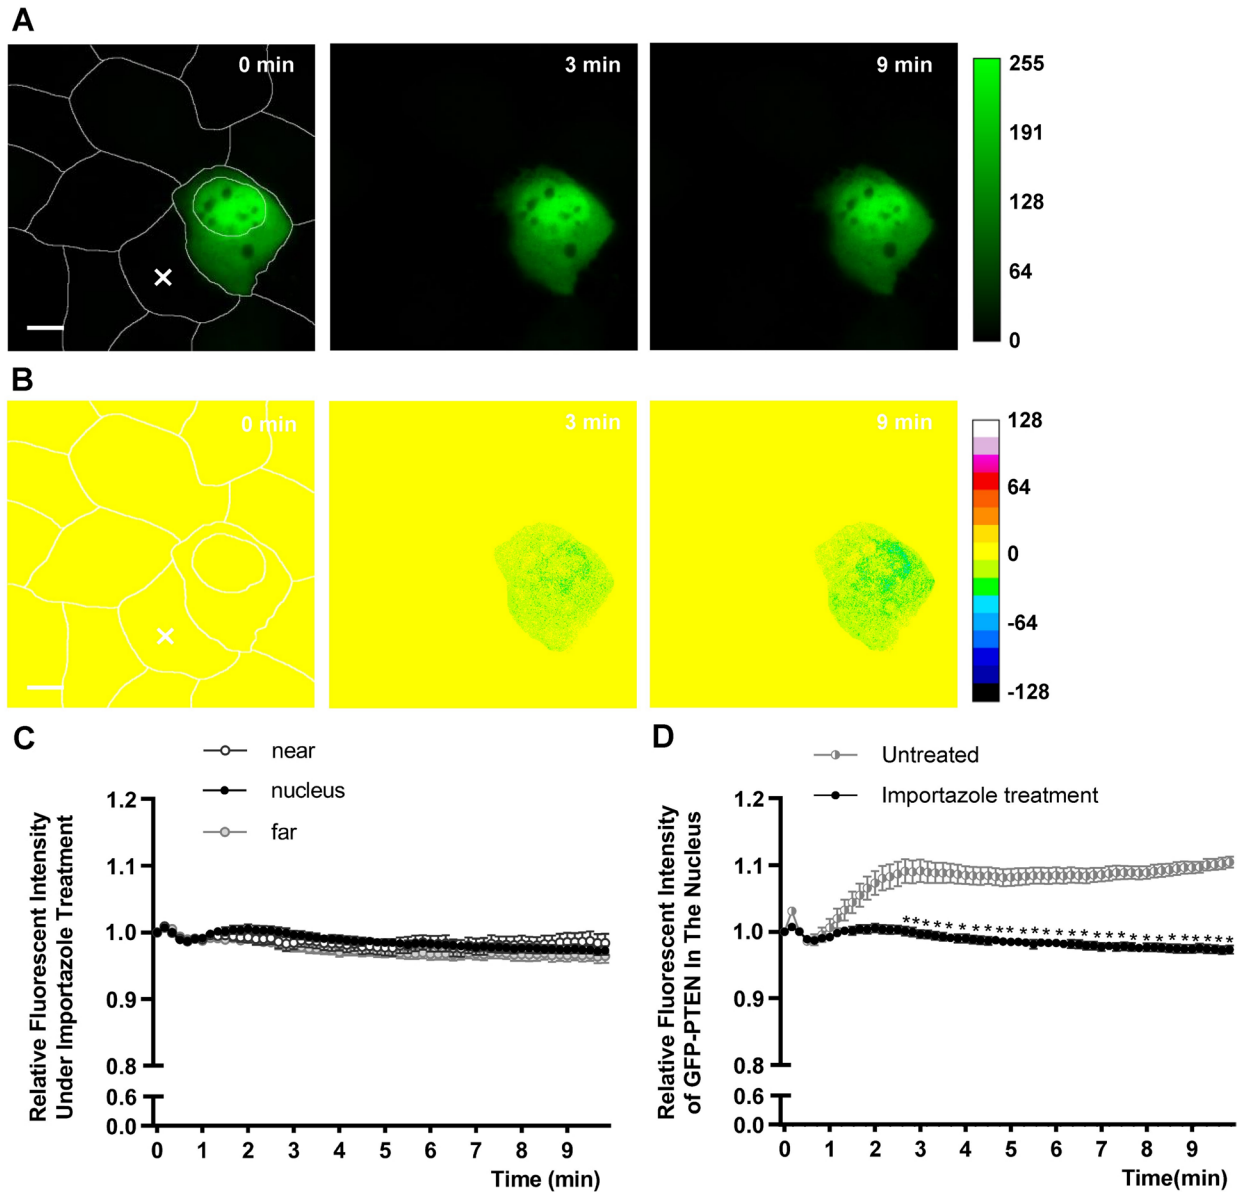 A
0 min
3 min
9 min
255
191
128
64
0
B
0 min
3 min
9 min
128
64
0
-64
-128
C
near
nucleus
far
Relative Fluorescent Intensity
Under Importazole Treatment
1.2
1.1
1.0
0.9
0.8
0.6
0.0
0 1 2 3 4 5 6 7 8 9
Time (min)
D
Untreated
Importazole treatment
Relative Fluorescent Intensity
of GFP-PTEN In The Nucleus
1.2
1.1
1.0
0.9
0.8
0.6
0.0
0 1 2 3 4 5 6 7 8 9
Time(min)